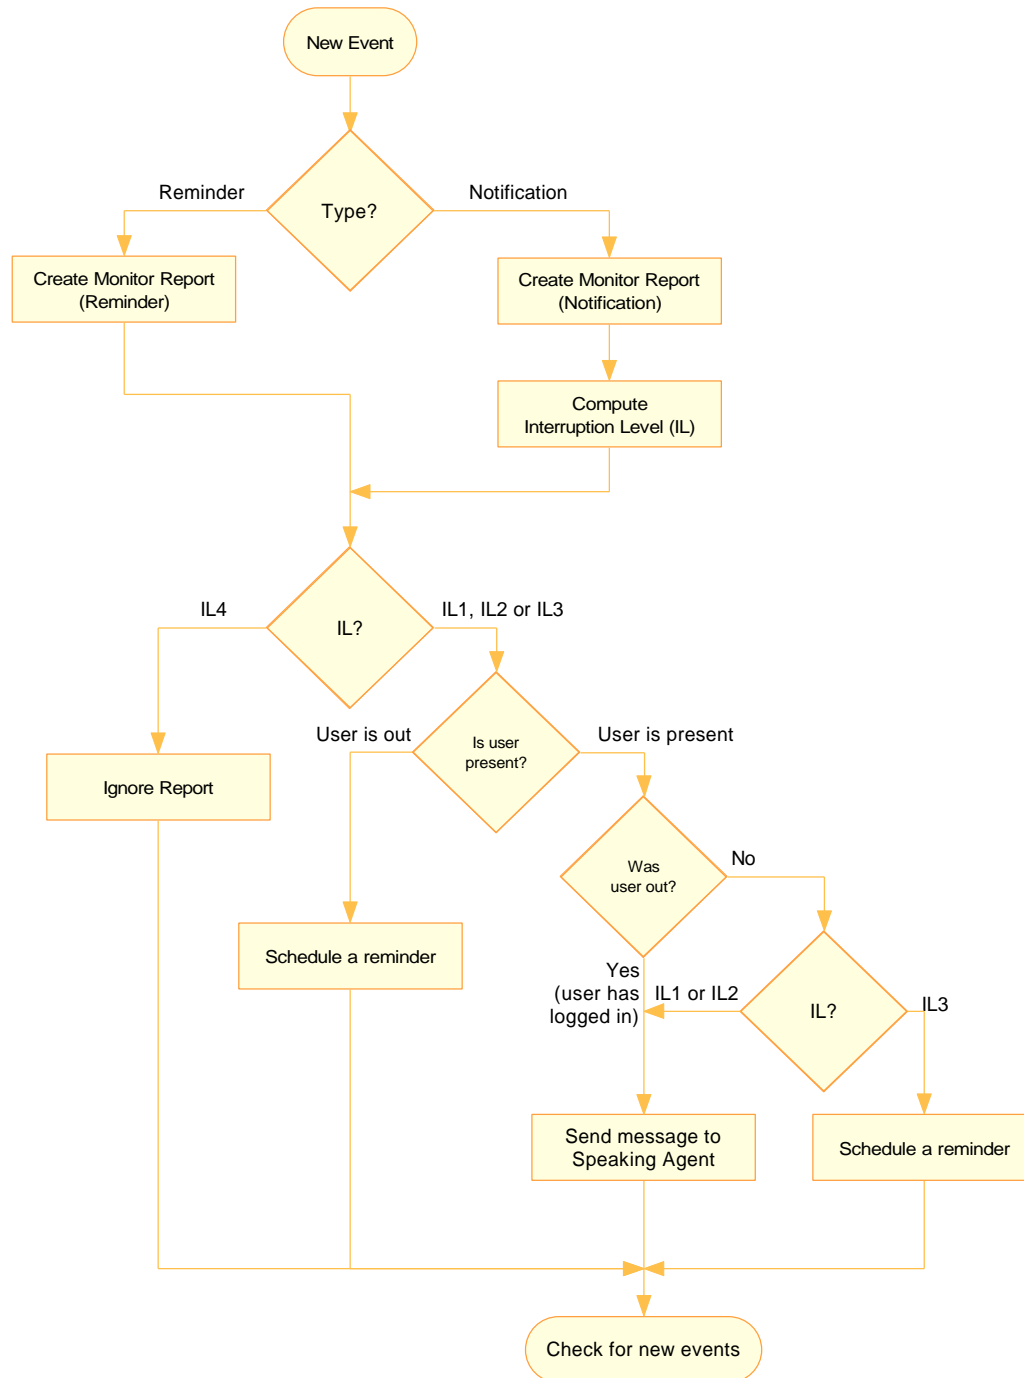 New Event
Reminder
Notification
Type?
Create Monitor Report
(Reminder)
Create Monitor Report
(Notification)
Compute
Interruption Level (IL)
IL4
IL1, IL2 or IL3
IL?
User is out
User is present
Is user
present?
Ignore Report
No
Was
user out?
Schedule a reminder
Yes
(user has
logged in)
IL1 or IL2
IL3
IL?
Send message to
Speaking Agent
Schedule a reminder
Check for new events